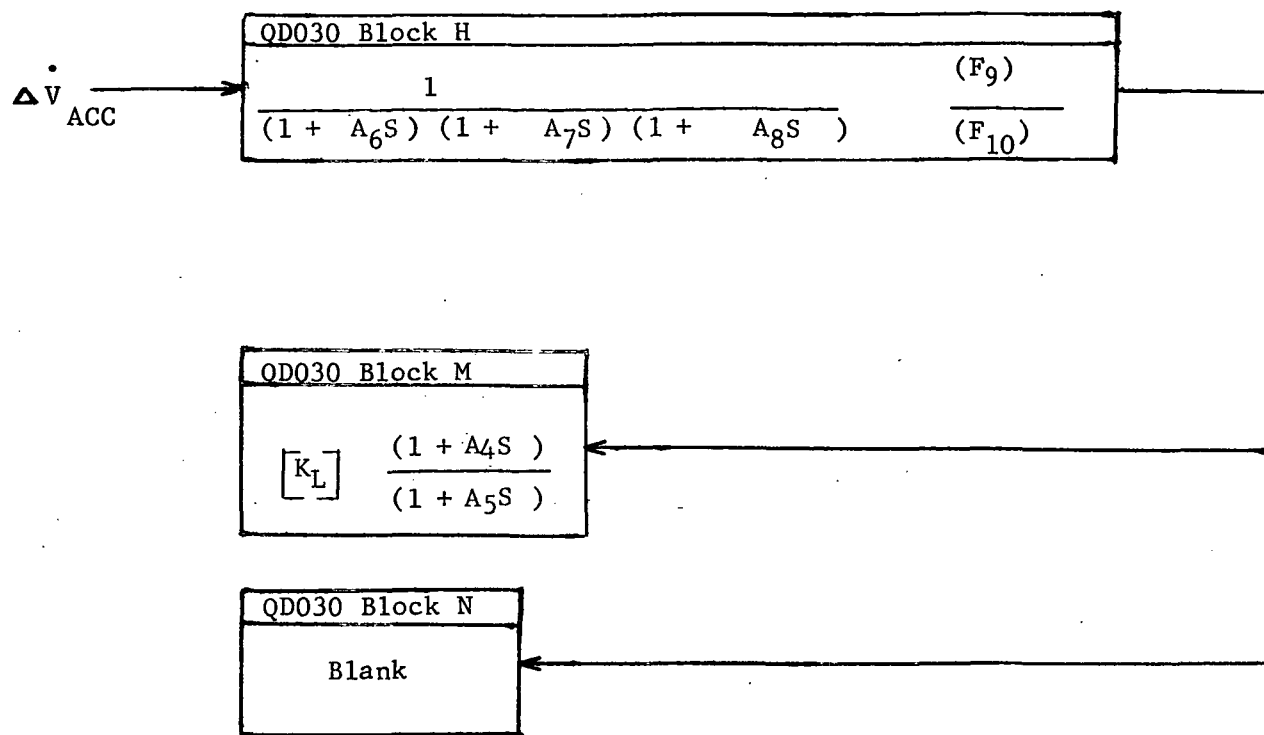 QD030 Block H
Δ V̇ ACC
1 (F9)
(1 + A6S) (1 + A7S) (1 + A8S ) (F10)
QD030 Block M
[KL] (1 + A4S )
(1 + A5S )
QD030 Block N
Blank